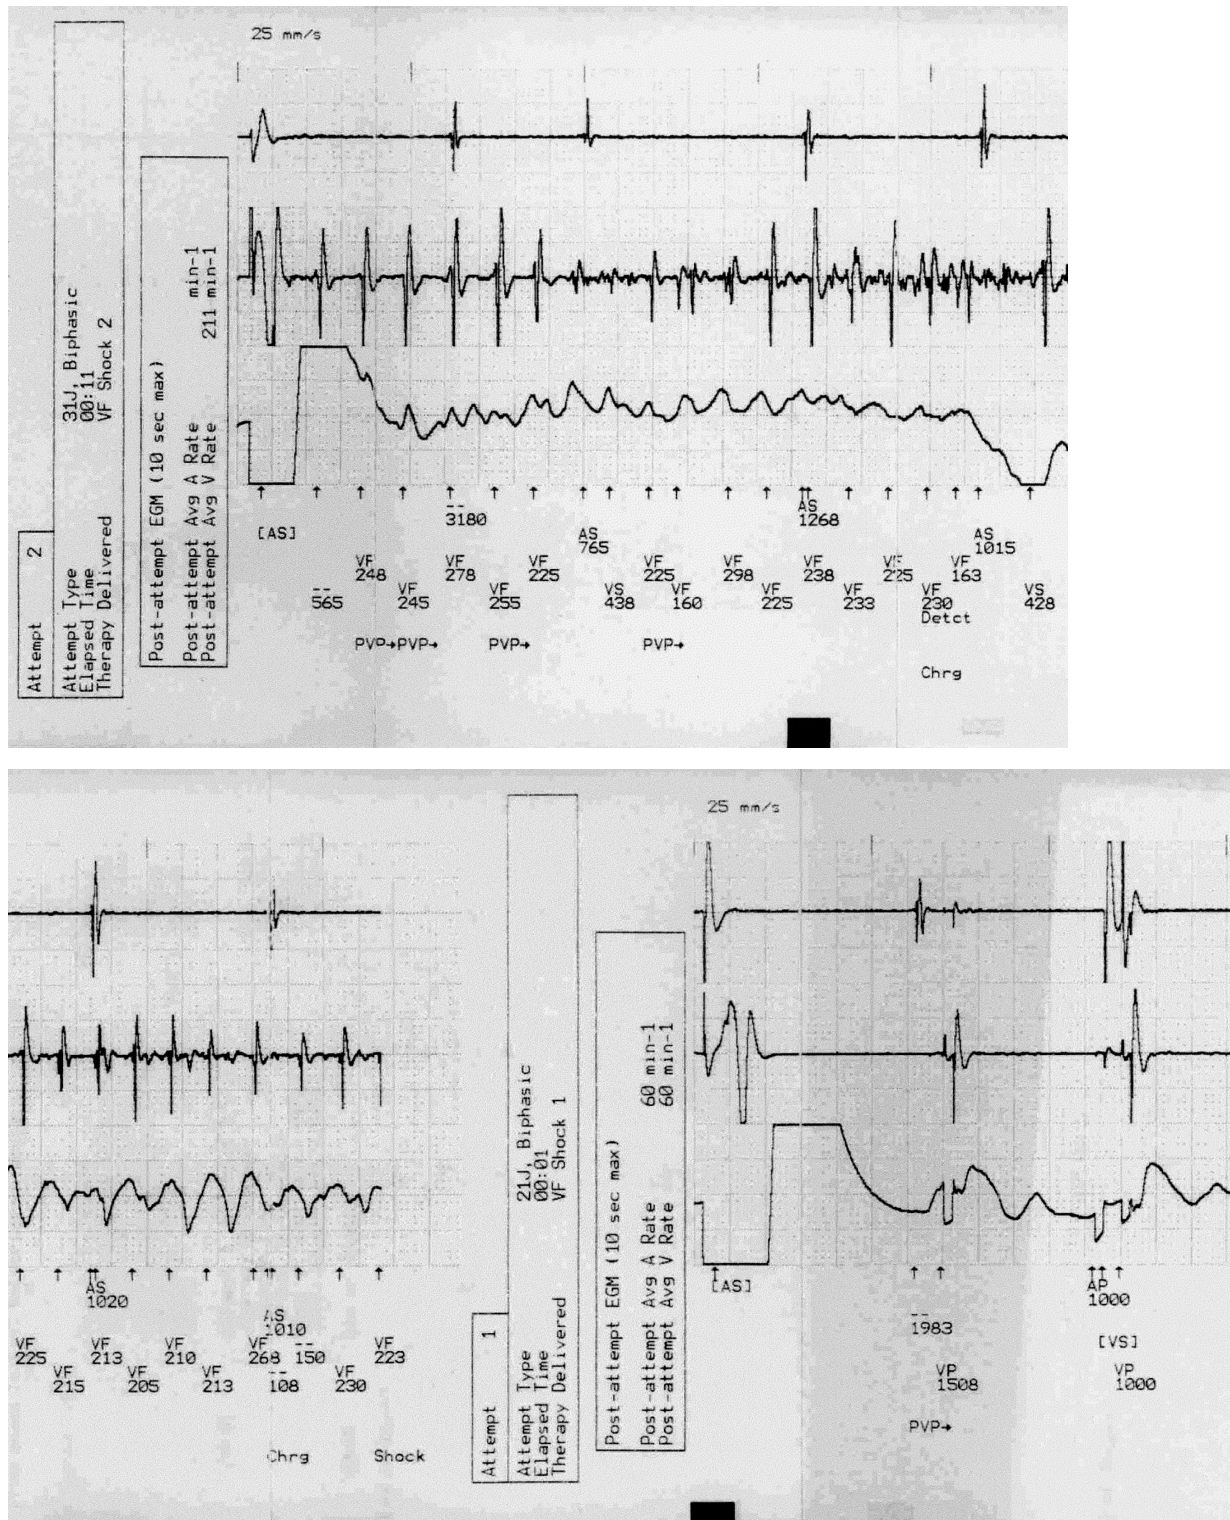 25 mm/s
Attempt 2
Attempt Type 31J, Biphasic
Elapsed Time 00:11
Therapy Delivered VF Shock 2
Post-attempt EGM (10 sec max)
Post-attempt Avg A Rate min-1
Post-attempt Avg V Rate 211 min-1
[AS]
--
3180
AS
765
AS
1268
AS
1015
VF VF VF VF VF VF VF VF
248 278 225 225 298 238 225 163
-- VF VF VS VF VF VF VF VS
565 245 255 438 160 225 233 230 428
Detct
PVP→PVP→ PVP→ PVP→
Chrg
AS
1020
AS
1010
VF VF VF VF -- VF
225 213 210 268 150 223
VF VF VF -- VF
215 205 213 108 230
Chrg Shock
Attempt 1
Attempt Type 21J, Biphasic
Elapsed Time 00:01
Therapy Delivered VF Shock 1
25 mm/s
Post-attempt EGM (10 sec max)
Post-attempt Avg A Rate 60 min-1
Post-attempt Avg V Rate 60 min-1
[AS]
AP
1000
--
1983
[VS]
VP VP
1508 1000
PVP→